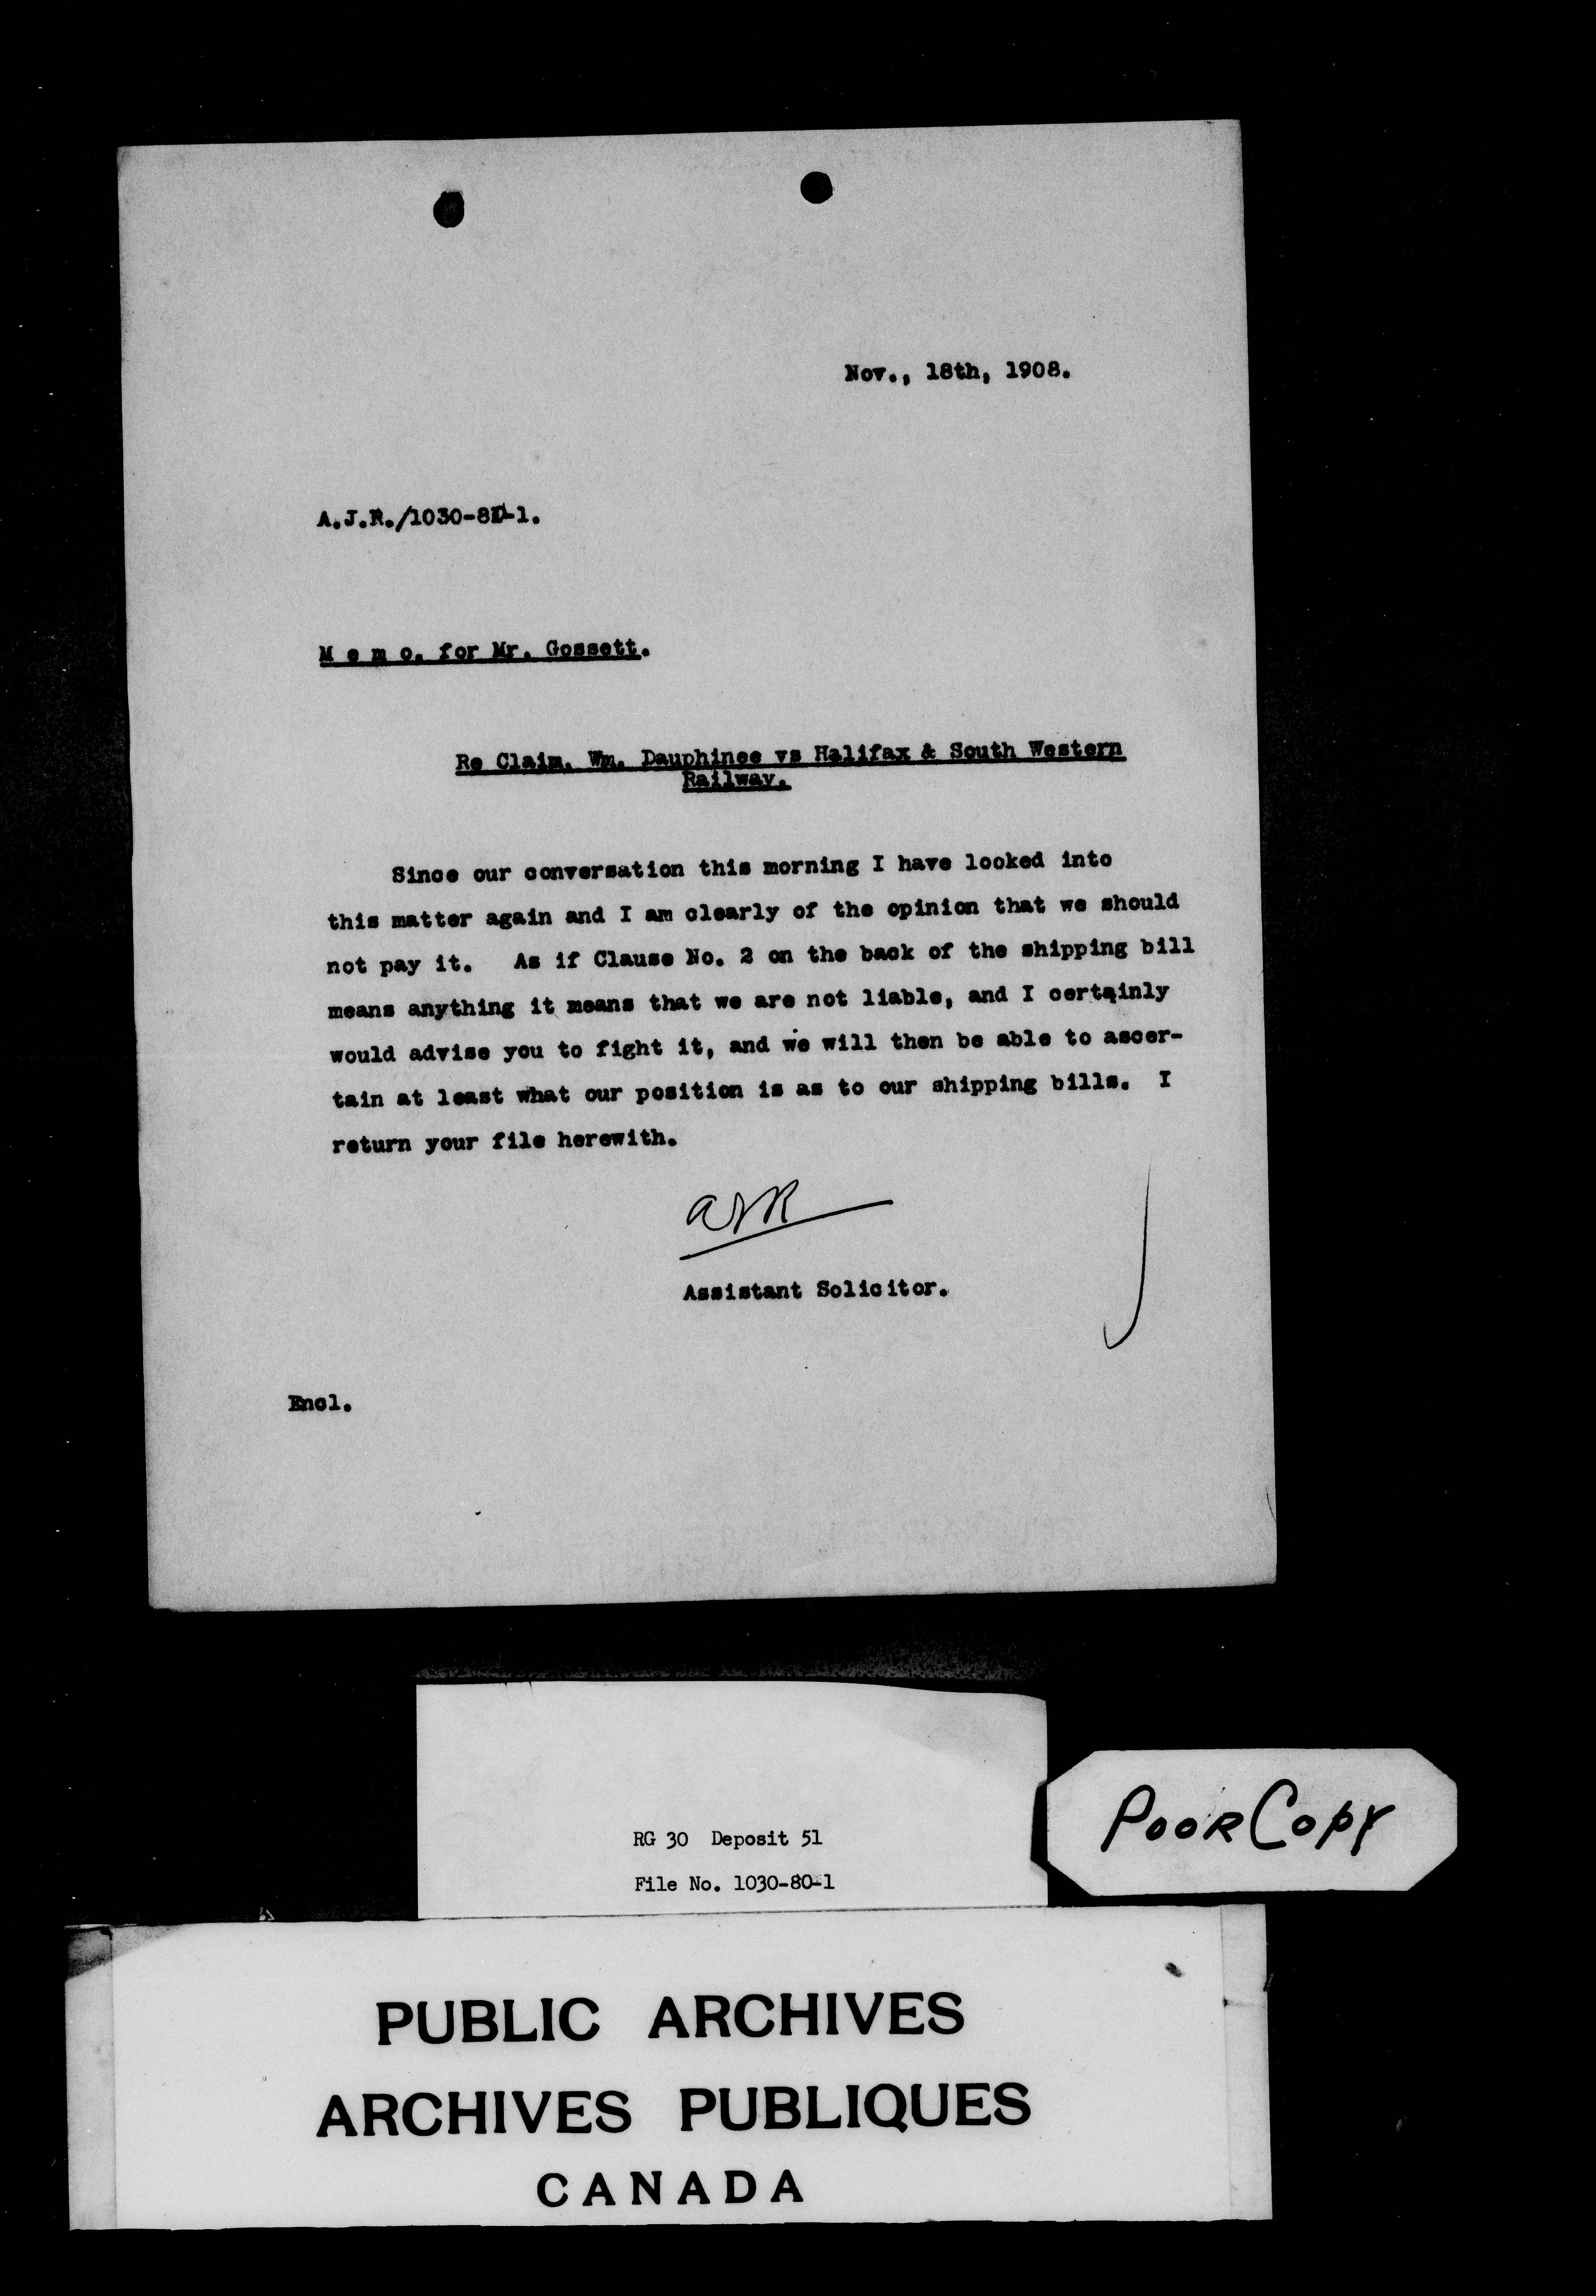 Nov., 18th, 1908.
A.J.R./1030-8D-1.
M e m o. for Mr. Gossett.
Re Claim. Wm. Dauphinee vs Halifax & South Western
Railway.
Since our conversation this morning I have looked into
this matter again and I am clearly of the opinion that we should
not pay it. As if Clause No. 2 on the back of the shipping bill
means anything it means that we are not liable, and I certainly
would advise you to fight it, and we will then be able to ascer-
tain at least what our position is as to our shipping bills. I
return your file herewith.
AJR
Assistant Solicitor.
Encl.
RG 30 Deposit 51
File No. 1030-80-1
POOR COPY
PUBLIC ARCHIVES
ARCHIVES PUBLIQUES
CANADA